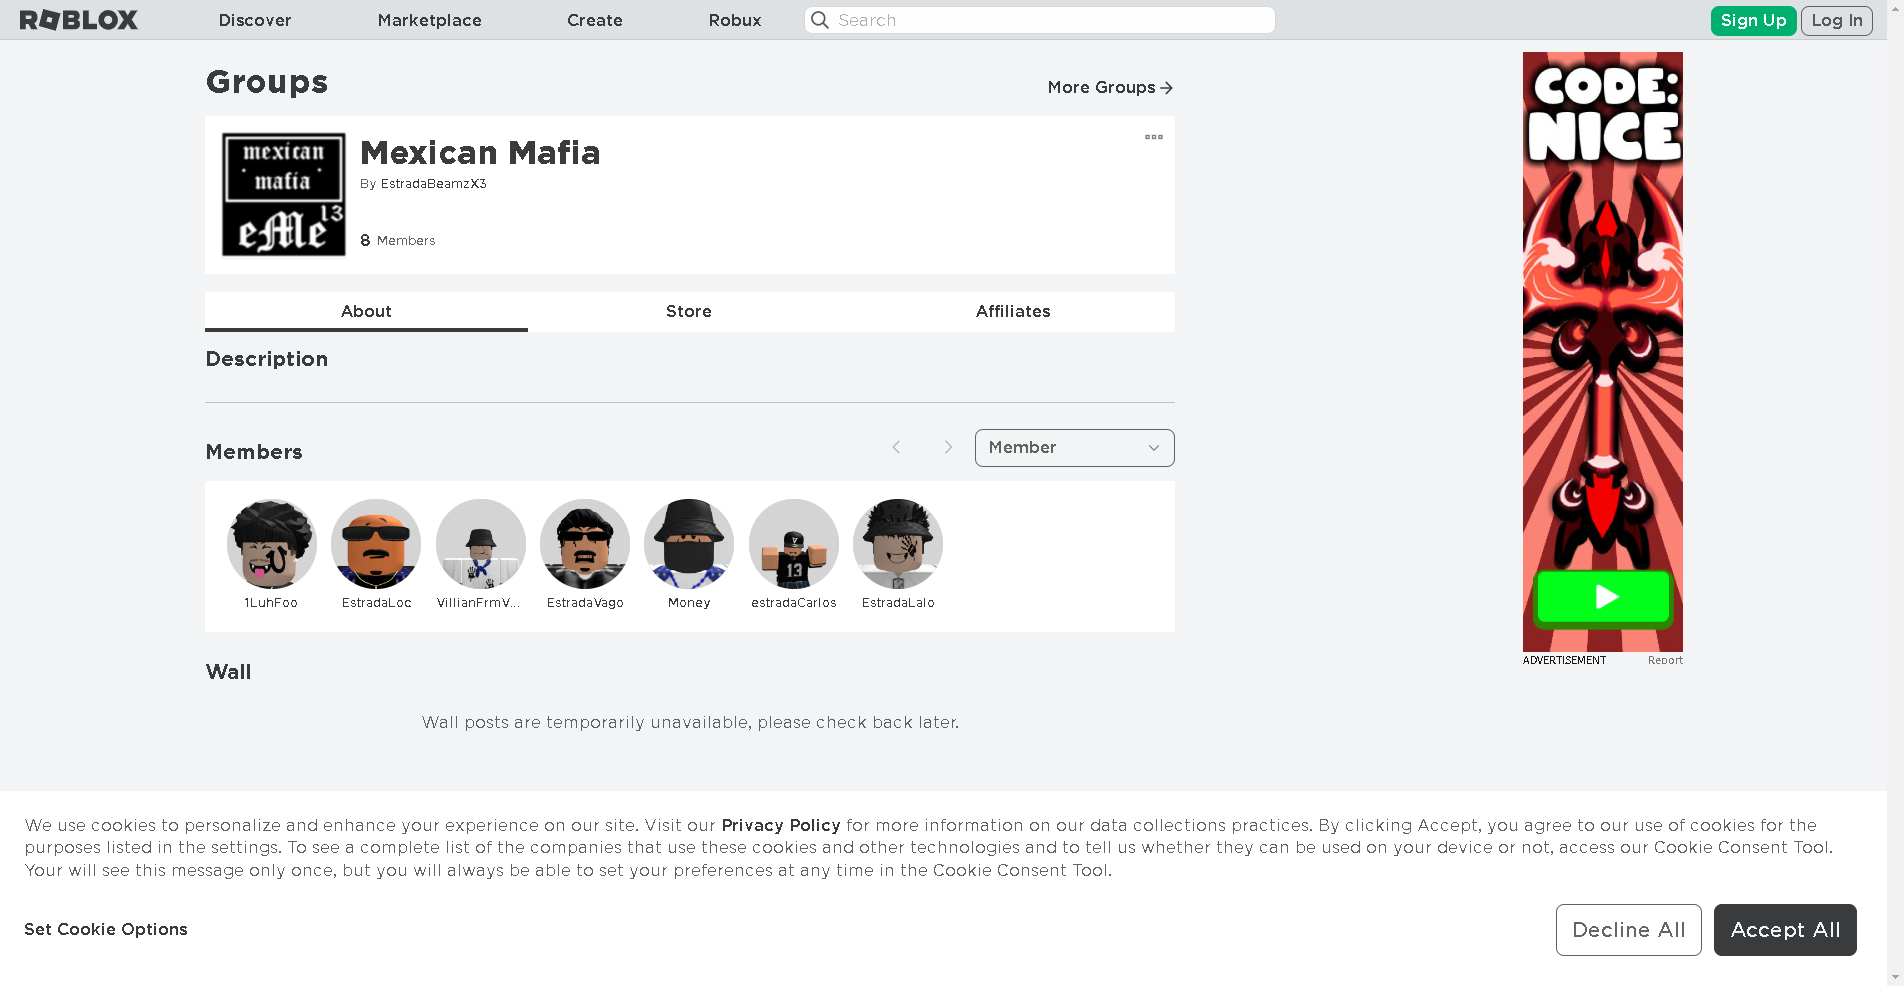 ROBLOX
Discover
Marketplace
Create
Robux
Search
Sign Up
Log In
Groups
More Groups
mexican
mafia
eMe 13
Mexican Mafia
By EstradaBeamzX3
8 Members
About
Store
Affiliates
Description
Members
Member
1LuhFoo
EstradaLoc
VillianFrmV...
EstradaVago
Money
estradaCarlos
EstradaLalo
V
13
Wall
Wall posts are temporarily unavailable, please check back later.
CODE:
NICE
ADVERTISEMENT
Report
We use cookies to personalize and enhance your experience on our site. Visit our Privacy Policy for more information on our data collections practices. By clicking Accept, you agree to our use of cookies for the
purposes listed in the settings. To see a complete list of the companies that use these cookies and other technologies and to tell us whether they can be used on your device or not, access our Cookie Consent Tool.
Your will see this message only once, but you will always be able to set your preferences at any time in the Cookie Consent Tool.
Set Cookie Options
Decline All
Accept All